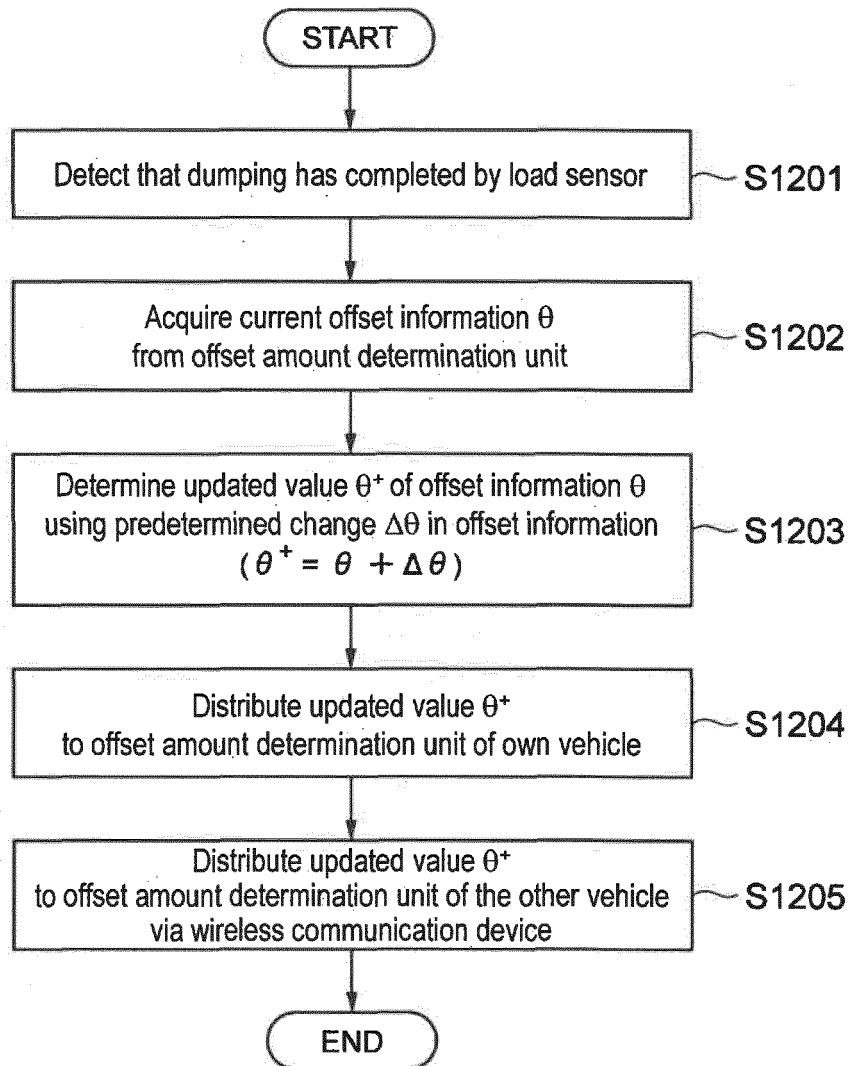 START
Detect that dumping has completed by load sensor
S1201
Acquire current offset information θ
from offset amount determination unit
S1202
Determine updated value θ⁺ of offset information θ
using predetermined change Δθ in offset information
(θ⁺ = θ + Δθ)
S1203
Distribute updated value θ⁺
to offset amount determination unit of own vehicle
S1204
Distribute updated value θ⁺
to offset amount determination unit of the other vehicle
via wireless communication device
S1205
END